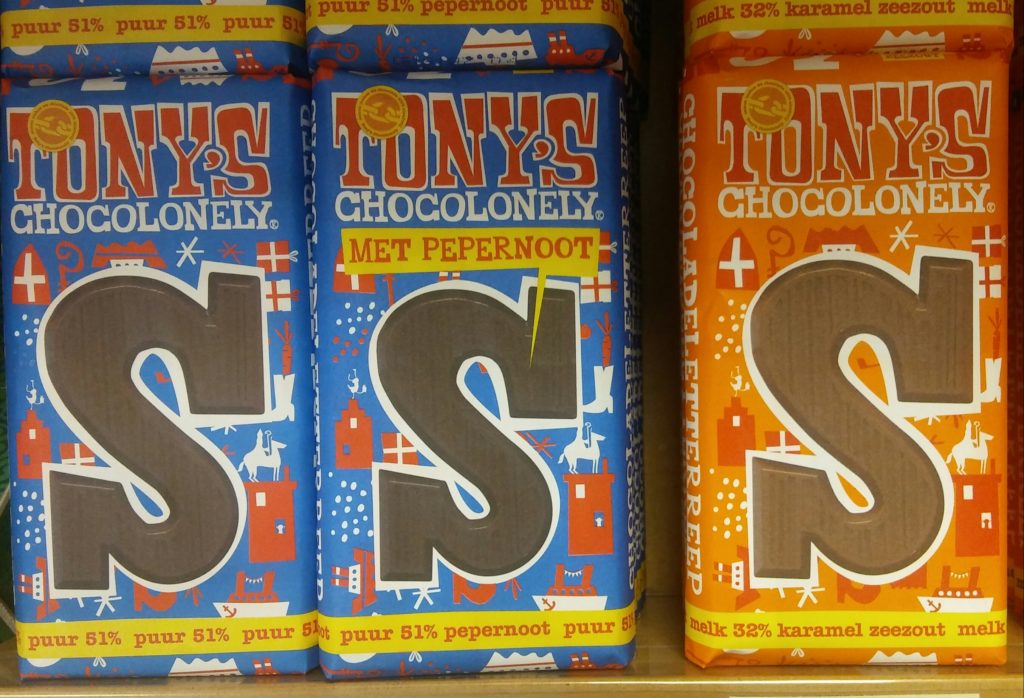 puur 51% puur 51% puur 51%
puur 51% pepernoot puur 51%
melk 32% karamel zeezout melk
TONY'S
CHOCOLONELY®
S
puur 51% puur 51% puur 5
TONY'S
CHOCOLONELY®
MET PEPERNOOT
S
puur 51% pepernoot puur 51
CHOCOLADELETTERREEP
TONY'S
CHOCOLONELY®
S
melk 32% karamel zeezout melk